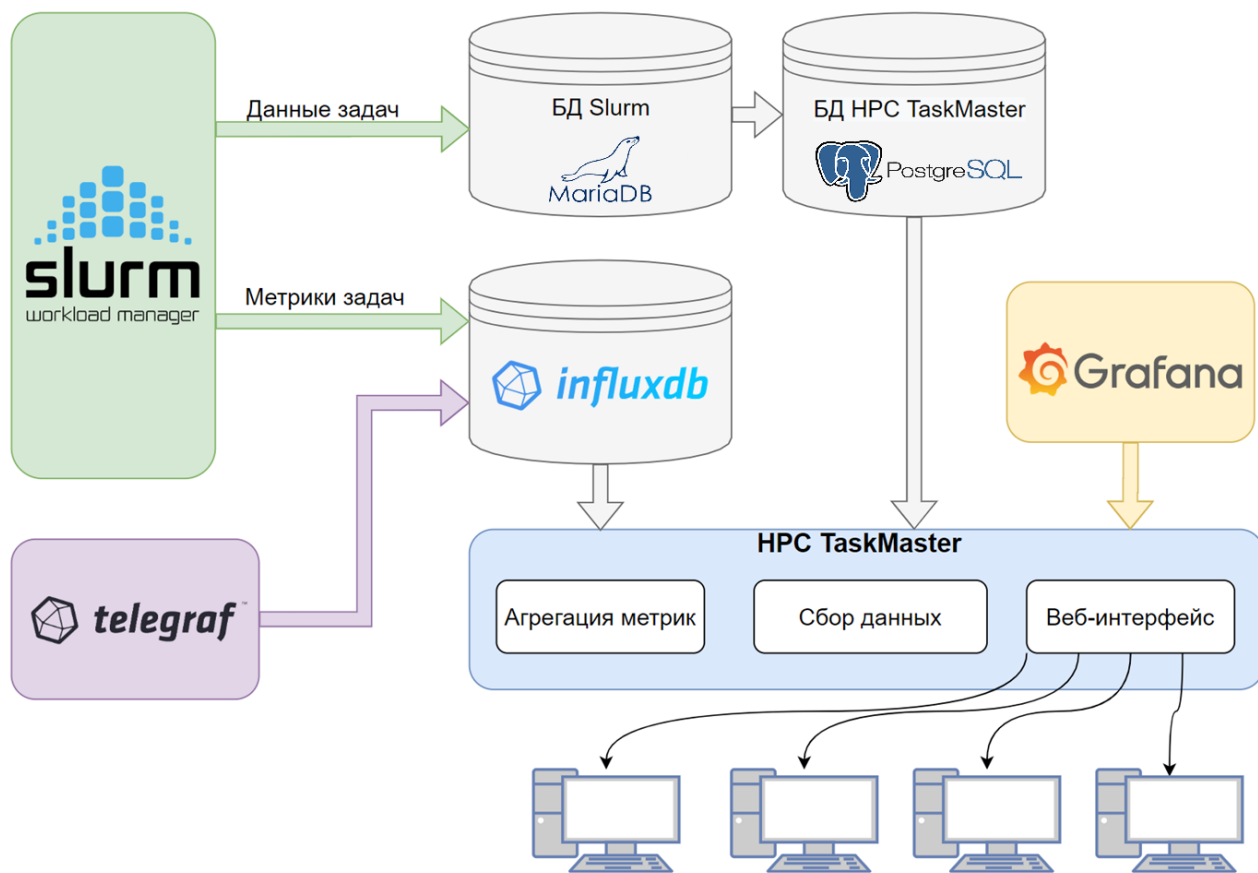 Данные задач
БД Slurm
MariaDB
БД HPC TaskMaster
PostgreSQL
slurm
workload manager
Метрики задач
influxdb
Grafana
telegraf™
HPC TaskMaster
Агрегация метрик
Сбор данных
Веб-интерфейс